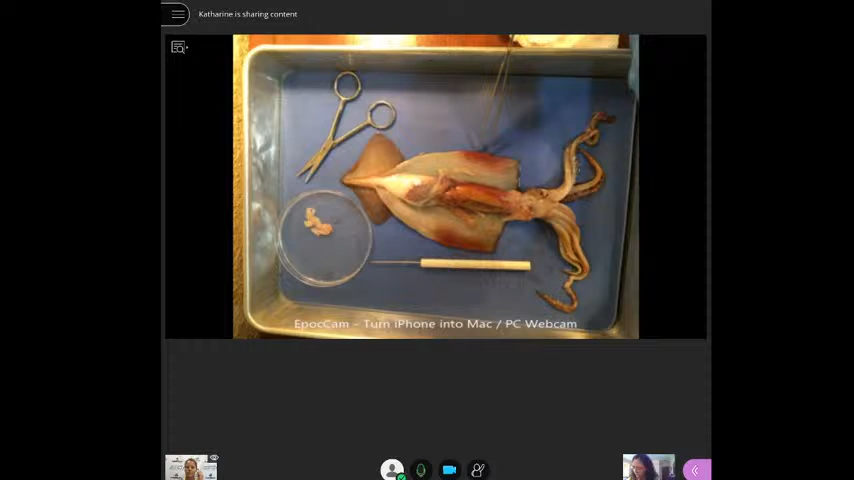 Katharine is sharing content
EpocCam - Turn iPhone into Mac / PC Webcam